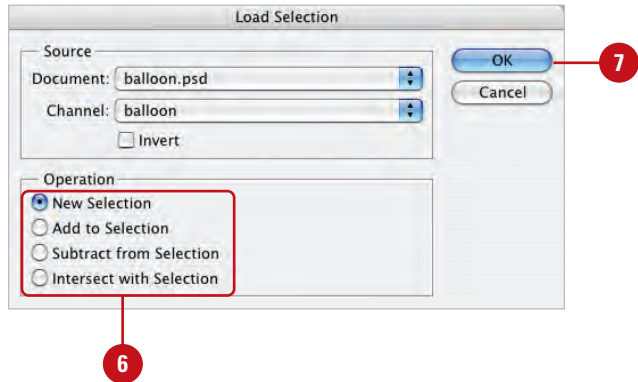 Load Selection
Source
Document: balloon.psd
Channel: balloon
Invert
OK
7
Cancel
Operation
New Selection
Add to Selection
Subtract from Selection
Intersect with Selection
6